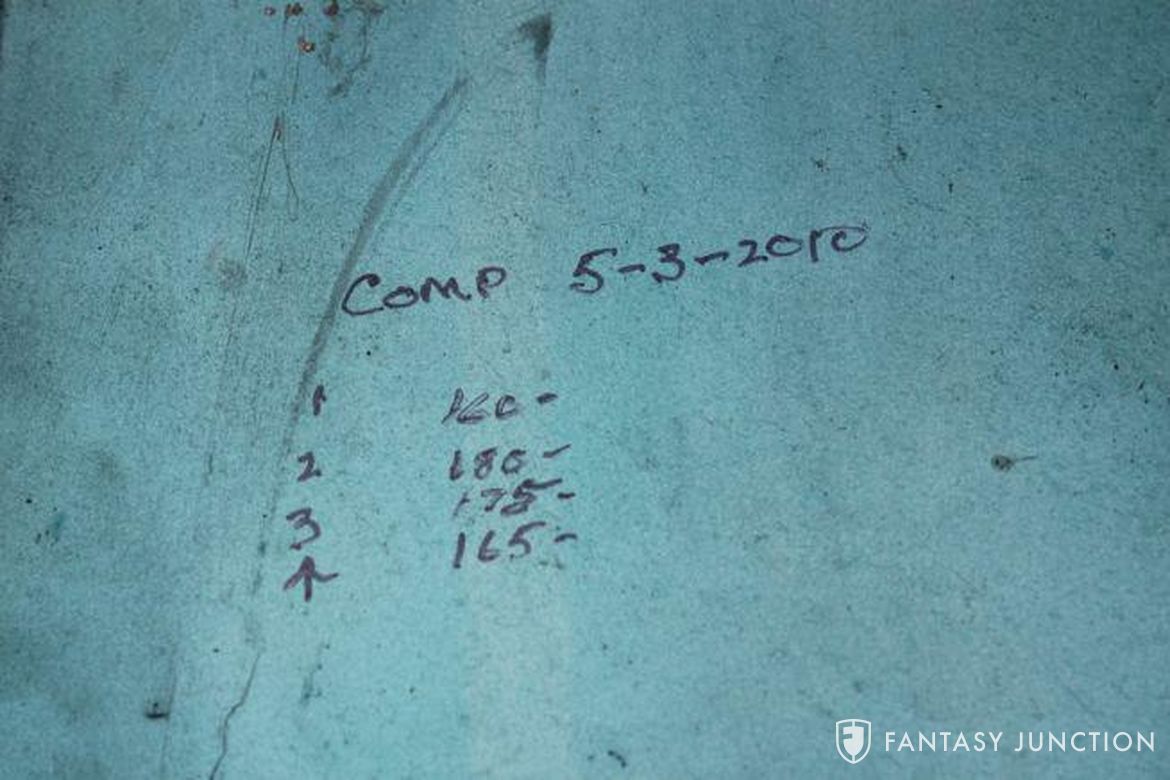 Comp 5-3-2010
1 160-
2 180-
3 175-
4 165-
FANTASY JUNCTION